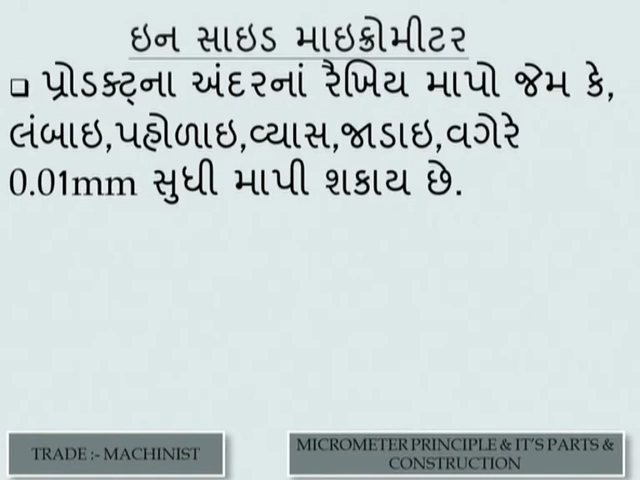 ઇન સાઇડ માઇક્રોમીટર
❑ પ્રોડક્ટ્ના અંદરનાં રૈખિય માપો જેમ કે,
લંબાઇ,પહોળાઇ,વ્યાસ,જાડાઇ,વગેરે
0.01mm સુધી માપી શકાય છે.
TRADE :- MACHINIST
MICROMETER PRINCIPLE & IT'S PARTS &
CONSTRUCTION